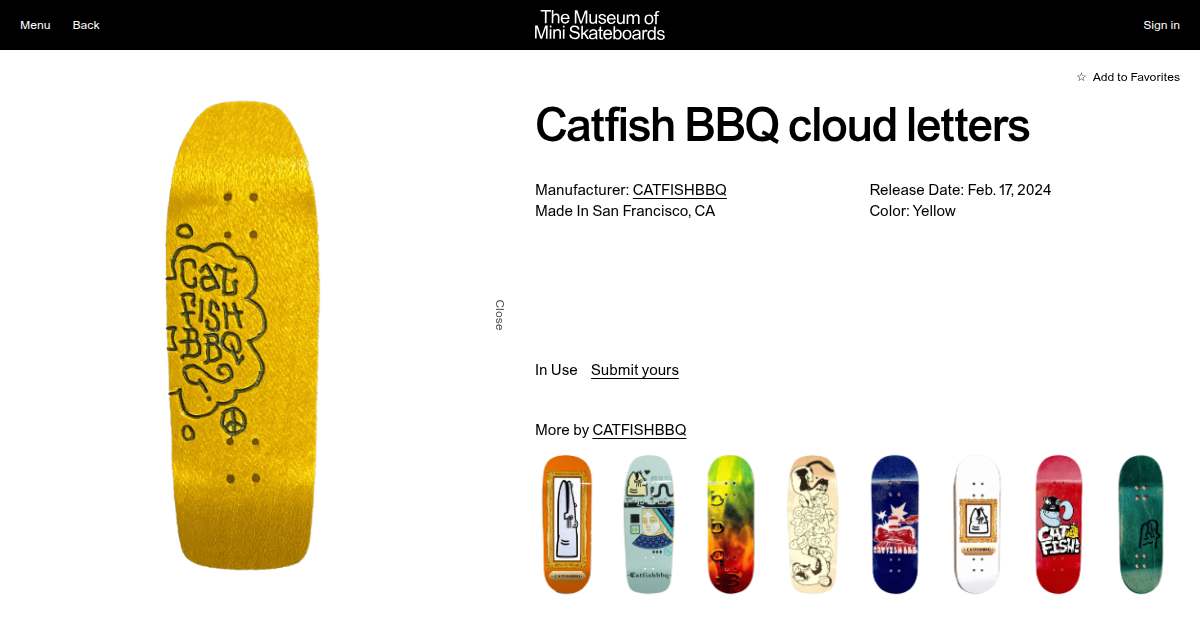 Menu
Back
The Museum of
Mini Skateboards
Sign in
☆ Add to Favorites
Catfish BBQ cloud letters
Manufacturer: CATFISHBBQ
Made In San Francisco, CA
Release Date: Feb. 17, 2024
Color: Yellow
CAT
FISH
BBQ
?
Close
In Use Submit yours
More by CATFISHBBQ
Catfishbbq
CATFISHBBQ
CAT
FISH!